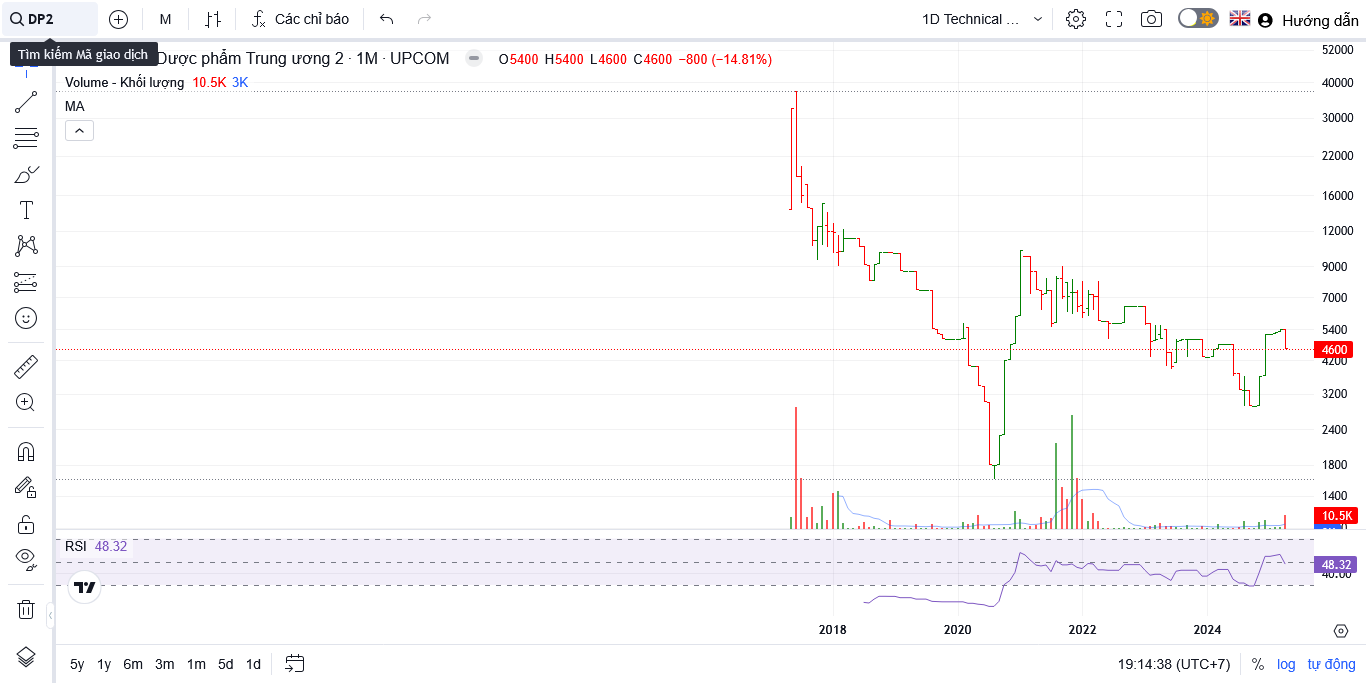 DP2
M
Các chỉ báo
1D Technical ...
Hướng dẫn
Tìm kiếm Mã giao dịch
Dược phẩm Trung ương 2 · 1M · UPCOM
O5400 H5400 L4600 C4600 −800 (−14.81%)
Volume - Khối lượng 10.5K 3K
MA
52000
40000
30000
22000
16000
12000
9000
7000
5400
4600
4200
3200
2400
1800
1400
10.5K
RSI 48.32
48.32
40.00
2018
2020
2022
2024
5y 1y 6m 3m 1m 5d 1d
19:14:38 (UTC+7)
% log tự động